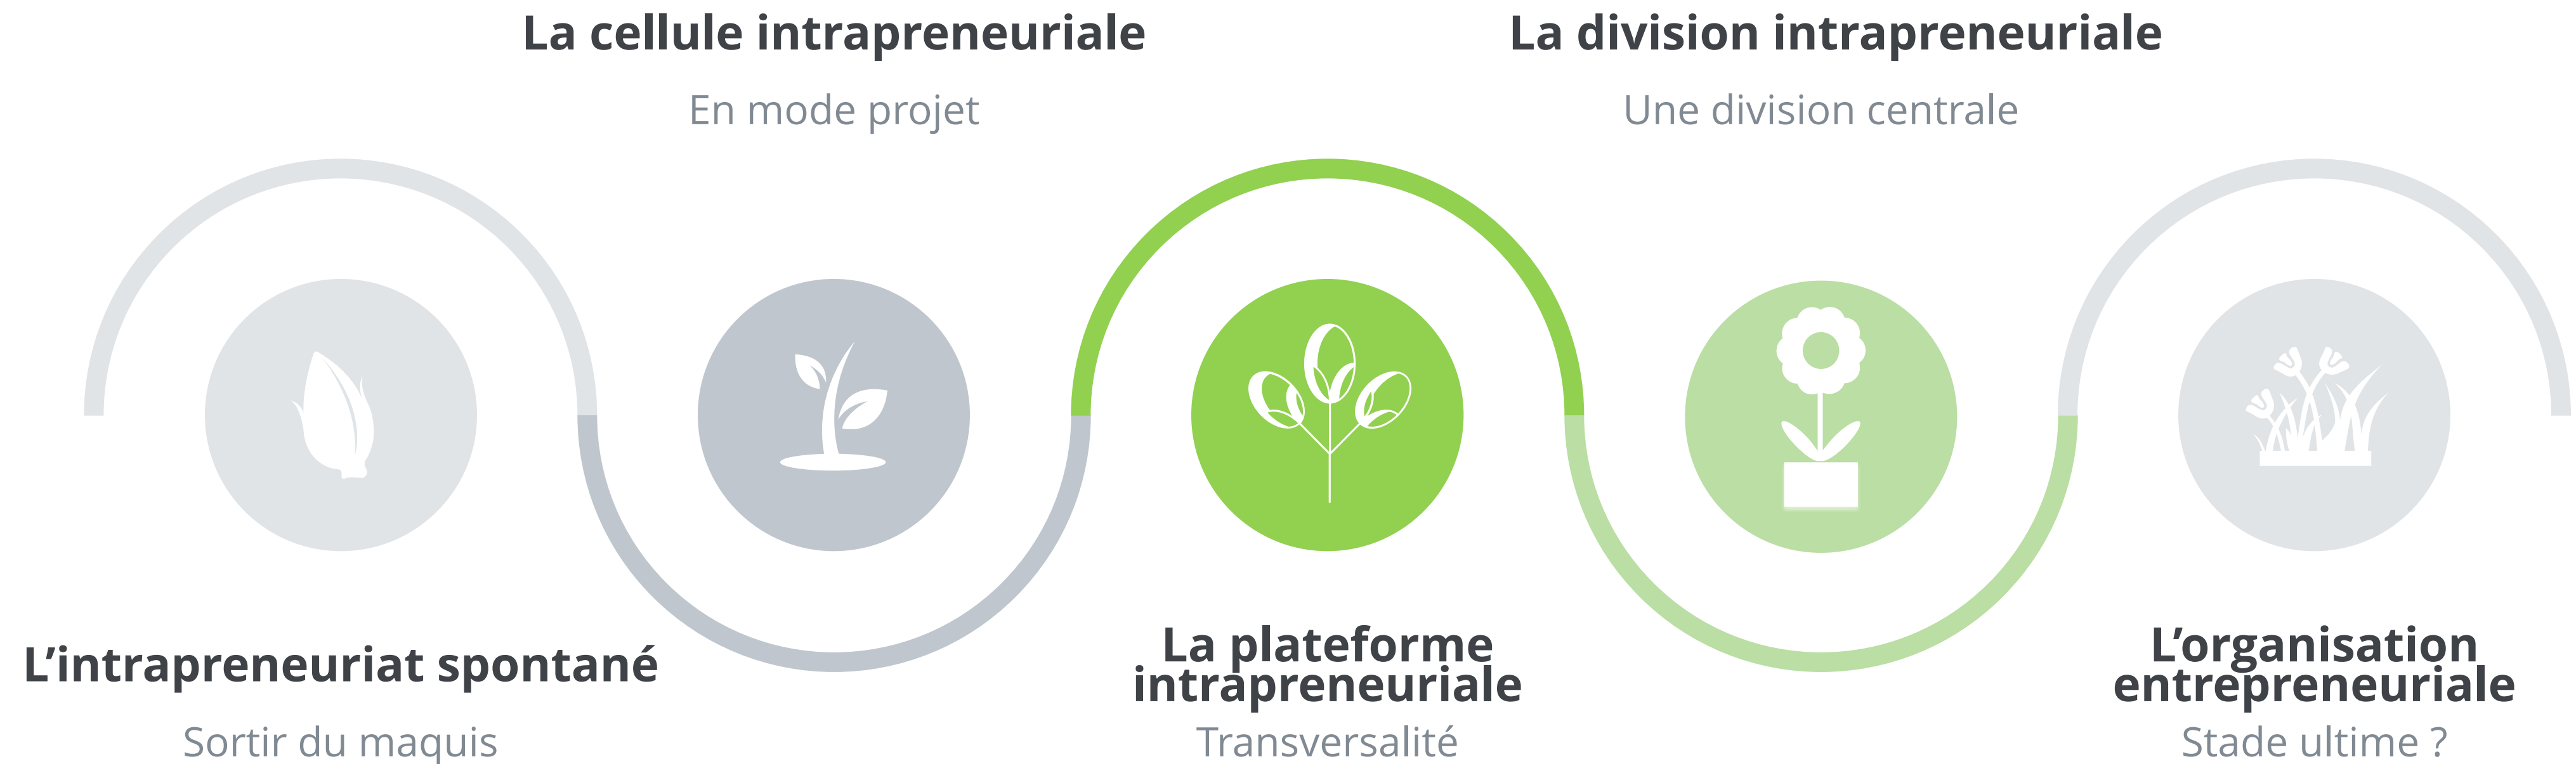 La cellule intrapreneuriale
En mode projet
La division intrapreneuriale
Une division centrale
L’intrapreneuriat spontané
Sortir du maquis
La plateforme
intrapreneuriale
Transversalité
L’organisation
entrepreneuriale
Stade ultime ?